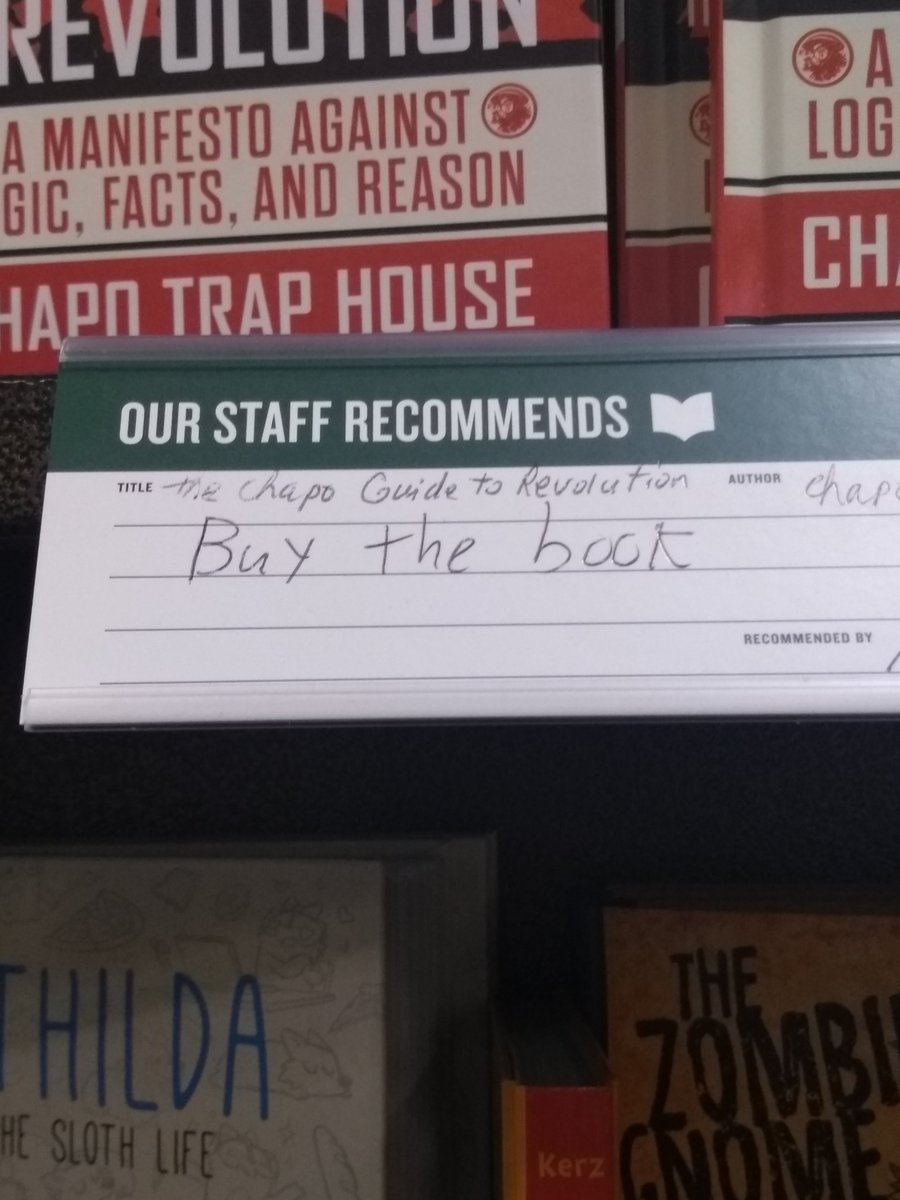 REVOLUTION
A MANIFESTO AGAINST
GIC, FACTS, AND REASON
HAPO TRAP HOUSE
A
LOG
CHA
OUR STAFF RECOMMENDS
TITLE the Chapo Guide to Revolution AUTHOR chapo
Buy the book
RECOMMENDED BY
THILDA
HE SLOTH LIFE
Kerz
THE
ZOMBI
GNOME